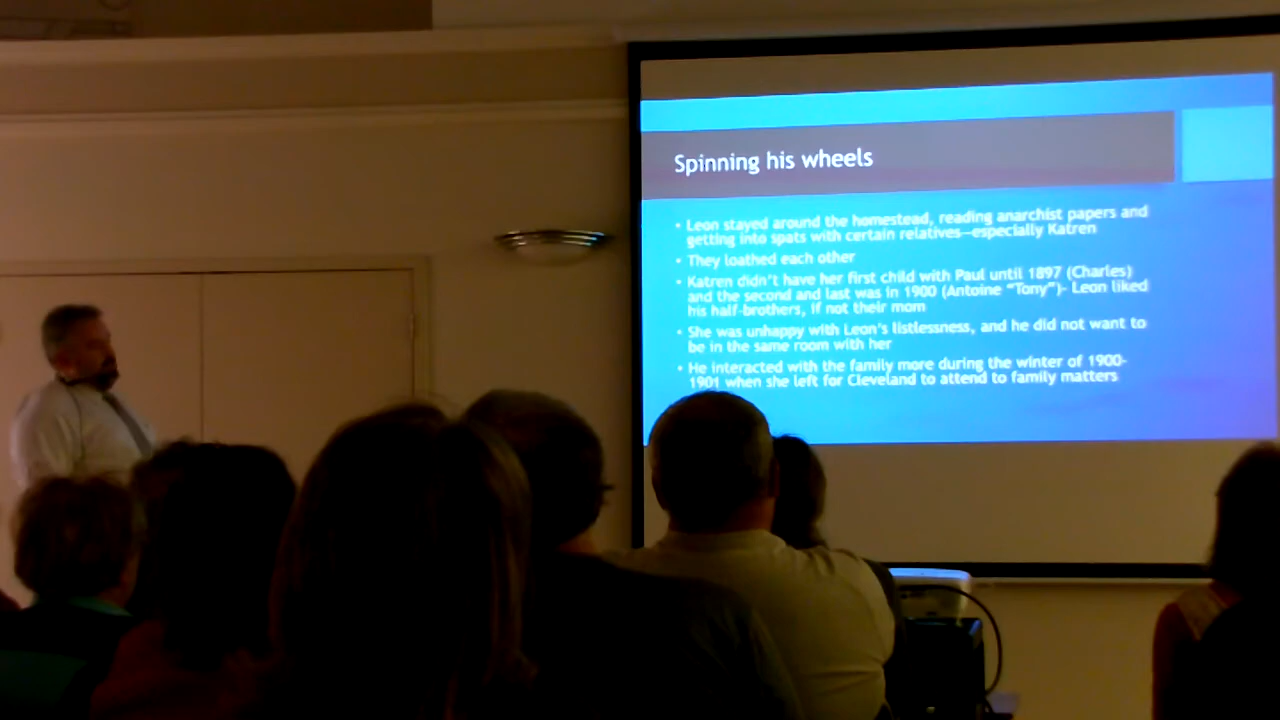 Spinning his wheels
• Leon stayed around the homestead, reading anarchist papers and
getting into spats with certain relatives—especially Katren
• They loathed each other
• Katren didn't have her first child with Paul until 1897 (Charles)
and the second and last was in 1900 (Antoine "Tony")- Leon liked
his half-brothers, if not their mom
• She was unhappy with Leon's listlessness, and he did not want to
be in the same room with her
• He interacted with the family more during the winter of 1900-
1901 when she left for Cleveland to attend to family matters